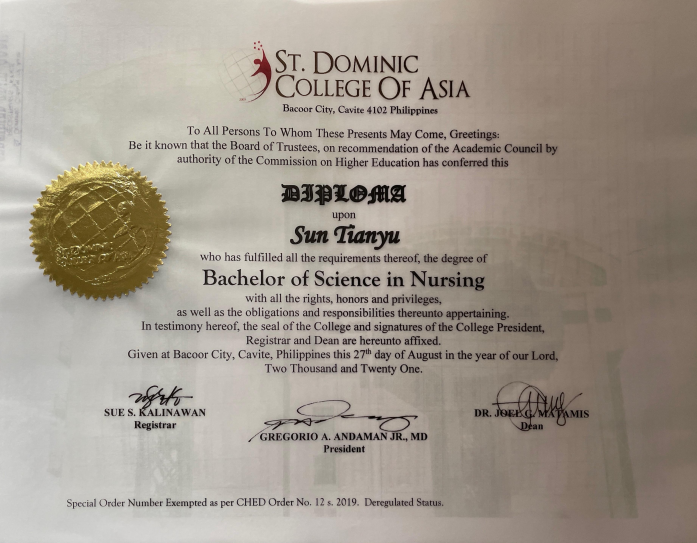 ST. DOMINIC
COLLEGE OF ASIA
Bacoor City, Cavite 4102 Philippines
To All Persons To Whom These Presents May Come, Greetings:
Be it known that the Board of Trustees, on recommendation of the Academic Council by
authority of the Commission on Higher Education has conferred this
DIPLOMA
upon
Sun Tianyu
who has fulfilled all the requirements thereof, the degree of
Bachelor of Science in Nursing
with all the rights, honors and privileges,
as well as the obligations and responsibilities thereunto appertaining.
In testimony hereof, the seal of the College and signatures of the College President,
Registrar and Dean are hereunto affixed.
Given at Bacoor City, Cavite, Philippines this 27th day of August in the year of our Lord,
Two Thousand and Twenty One.
SUE S. KALINAWAN
Registrar
GREGORIO A. ANDAMAN JR., MD
President
DR. JOEL G. MATAMIS
Dean
Special Order Number Exempted as per CHED Order No. 12 s. 2019. Deregulated Status.